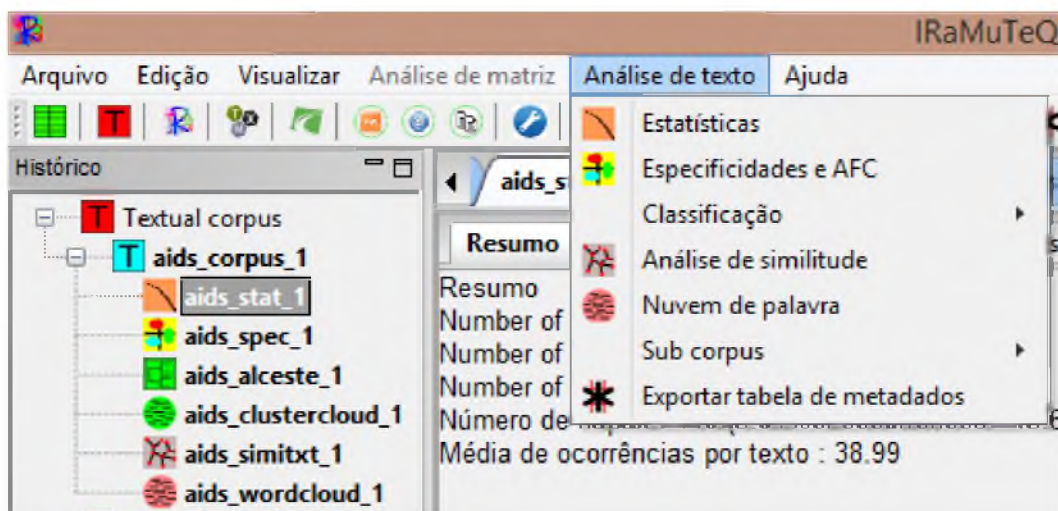 IRaMuTeQ
Arquivo Edição Visualizar Análise de matriz Análise de texto Ajuda
Estatísticas
Especificidades e AFC
Classificação
Análise de similitude
Nuvem de palavra
Sub corpus
Exportar tabela de metadados
Histórico
Textual corpus
aids_corpus_1
aids_stat_1
aids_spec_1
aids_alceste_1
aids_clustercloud_1
aids_simitxt_1
aids_wordcloud_1
aids_s
Resumo
Resumo
Number of
Number of
Number of
Número de
Média de ocorrências por texto : 38.99